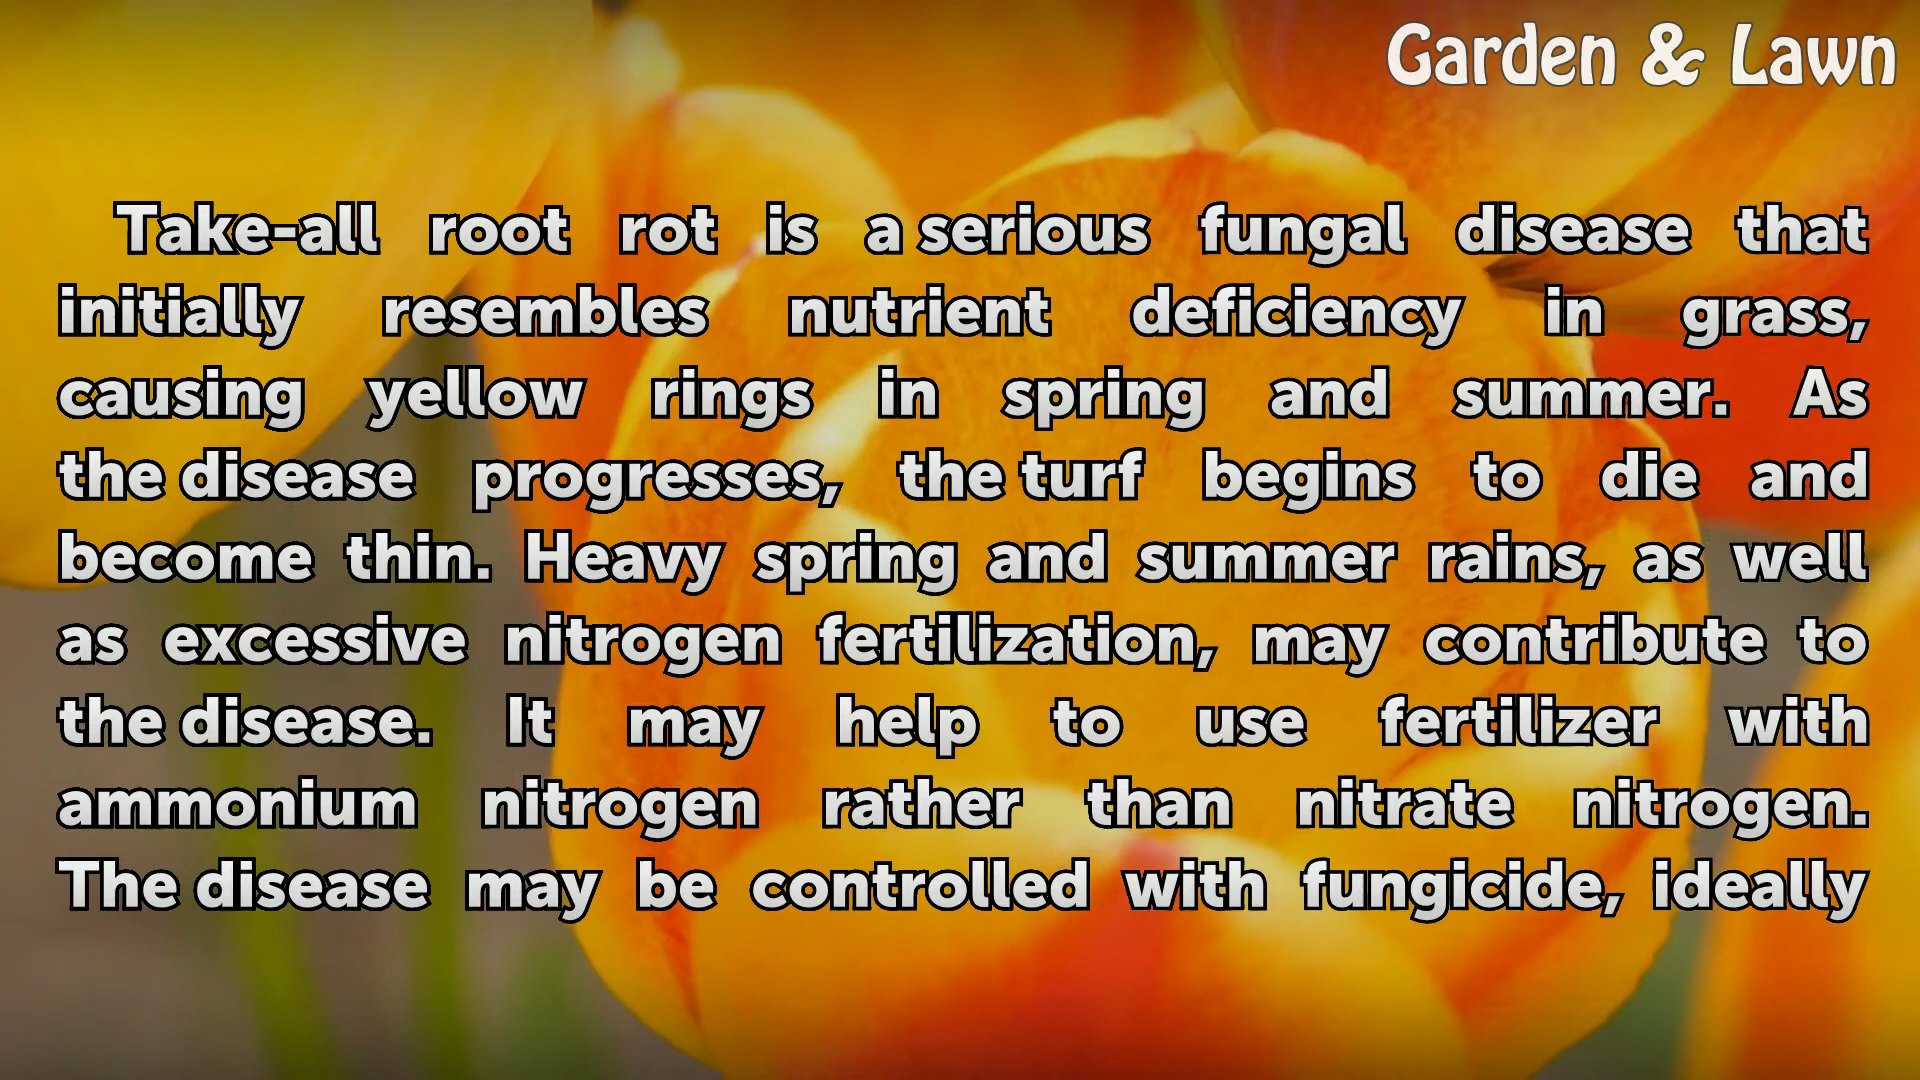 Garden & Lawn
Take-all root rot is a serious fungal disease that
initially resembles nutrient deficiency in grass,
causing yellow rings in spring and summer. As
the disease progresses, the turf begins to die and
become thin. Heavy spring and summer rains, as well
as excessive nitrogen fertilization, may contribute to
the disease. It may help to use fertilizer with
ammonium nitrogen rather than nitrate nitrogen.
The disease may be controlled with fungicide, ideally